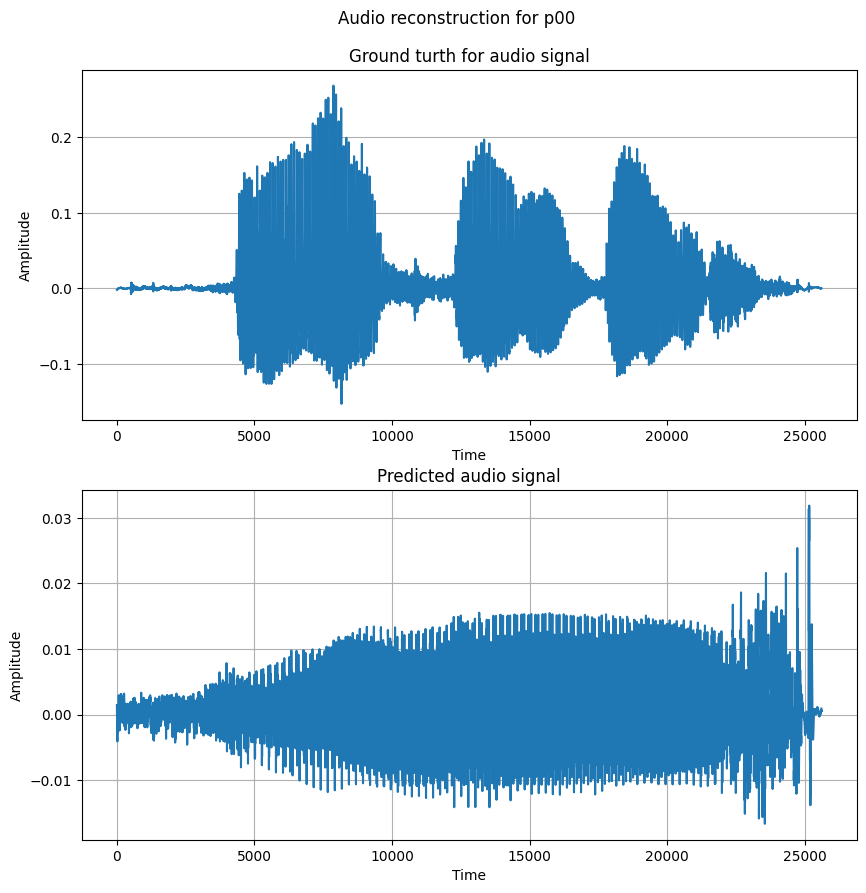 Audio reconstruction for p00
Ground turth for audio signal
0.2
0.1
0.0
−0.1
Amplitude
0 5000 10000 15000 20000 25000
Time
Predicted audio signal
0.03
0.02
0.01
0.00
−0.01
Amplitude
0 5000 10000 15000 20000 25000
Time